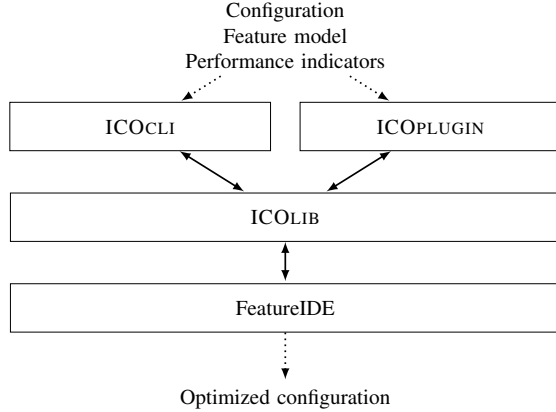 Configuration
Feature model
Performance indicators
ICOCLI
ICOPLUGIN
ICOLIB
FeatureIDE
Optimized configuration